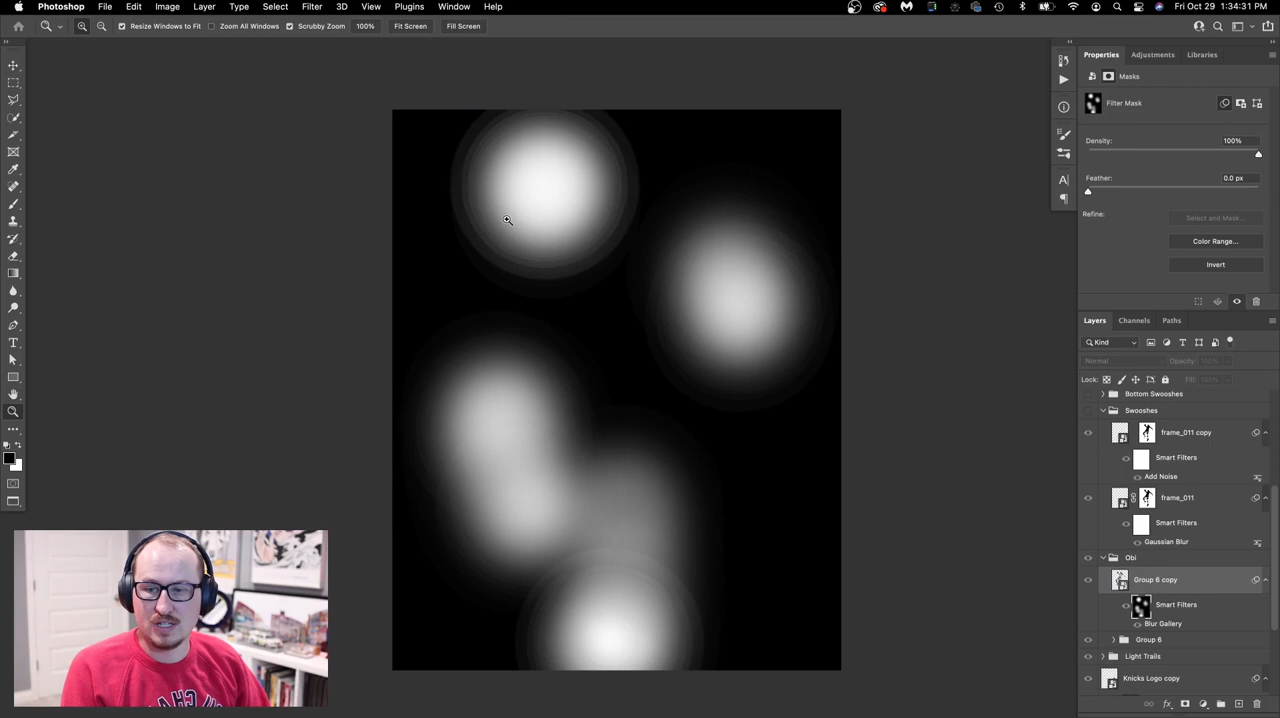 Photoshop File Edit Image Layer Type Select Filter 3D View Plugins Window Help Fri Oct 29 1:34:31 PM
Resize Windows to Fit Zoom All Windows Scrubby Zoom 100% Fit Screen Fill Screen
Properties Adjustments Libraries
Masks
Filter Mask
Density: 100%
Feather: 0.0 px
Refine: Select and Mask...
Color Range...
Invert
Layers Channels Paths
Kind
Normal Opacity: 100%
Lock: Fill: 100%
Bottom Swooshes
Swooshes
frame_011 copy
Smart Filters
Add Noise
frame_011
Smart Filters
Gaussian Blur
Obi
Group 6 copy
Smart Filters
Blur Gallery
Group 6
Light Trails
Knicks Logo copy